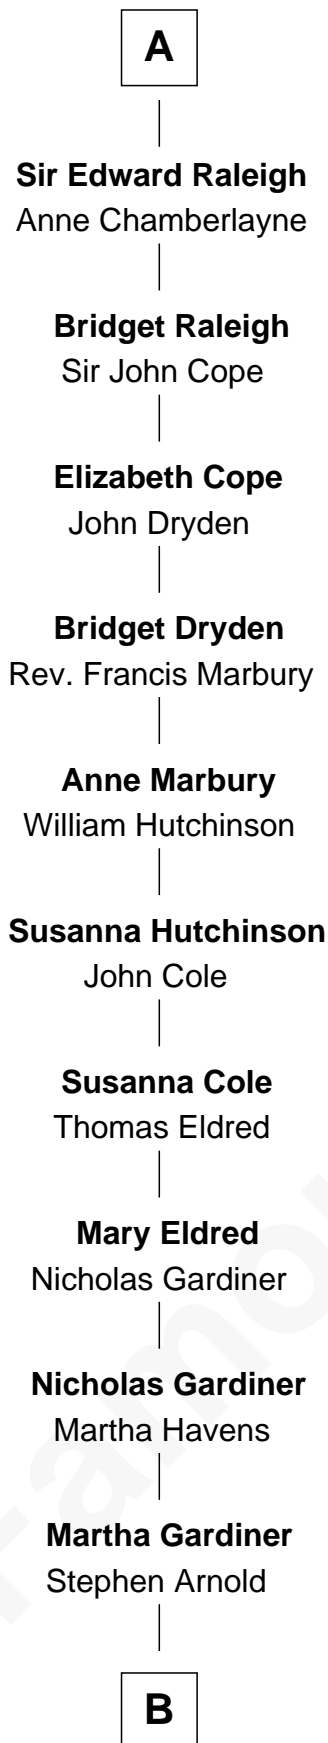 A
Sir Edward Raleigh
Anne Chamberlayne
Bridget Raleigh
Sir John Cope
Elizabeth Cope
John Dryden
Bridget Dryden
Rev. Francis Marbury
Anne Marbury
William Hutchinson
Susanna Hutchinson
John Cole
Susanna Cole
Thomas Eldred
Mary Eldred
Nicholas Gardiner
Nicholas Gardiner
Martha Havens
Martha Gardiner
Stephen Arnold
B